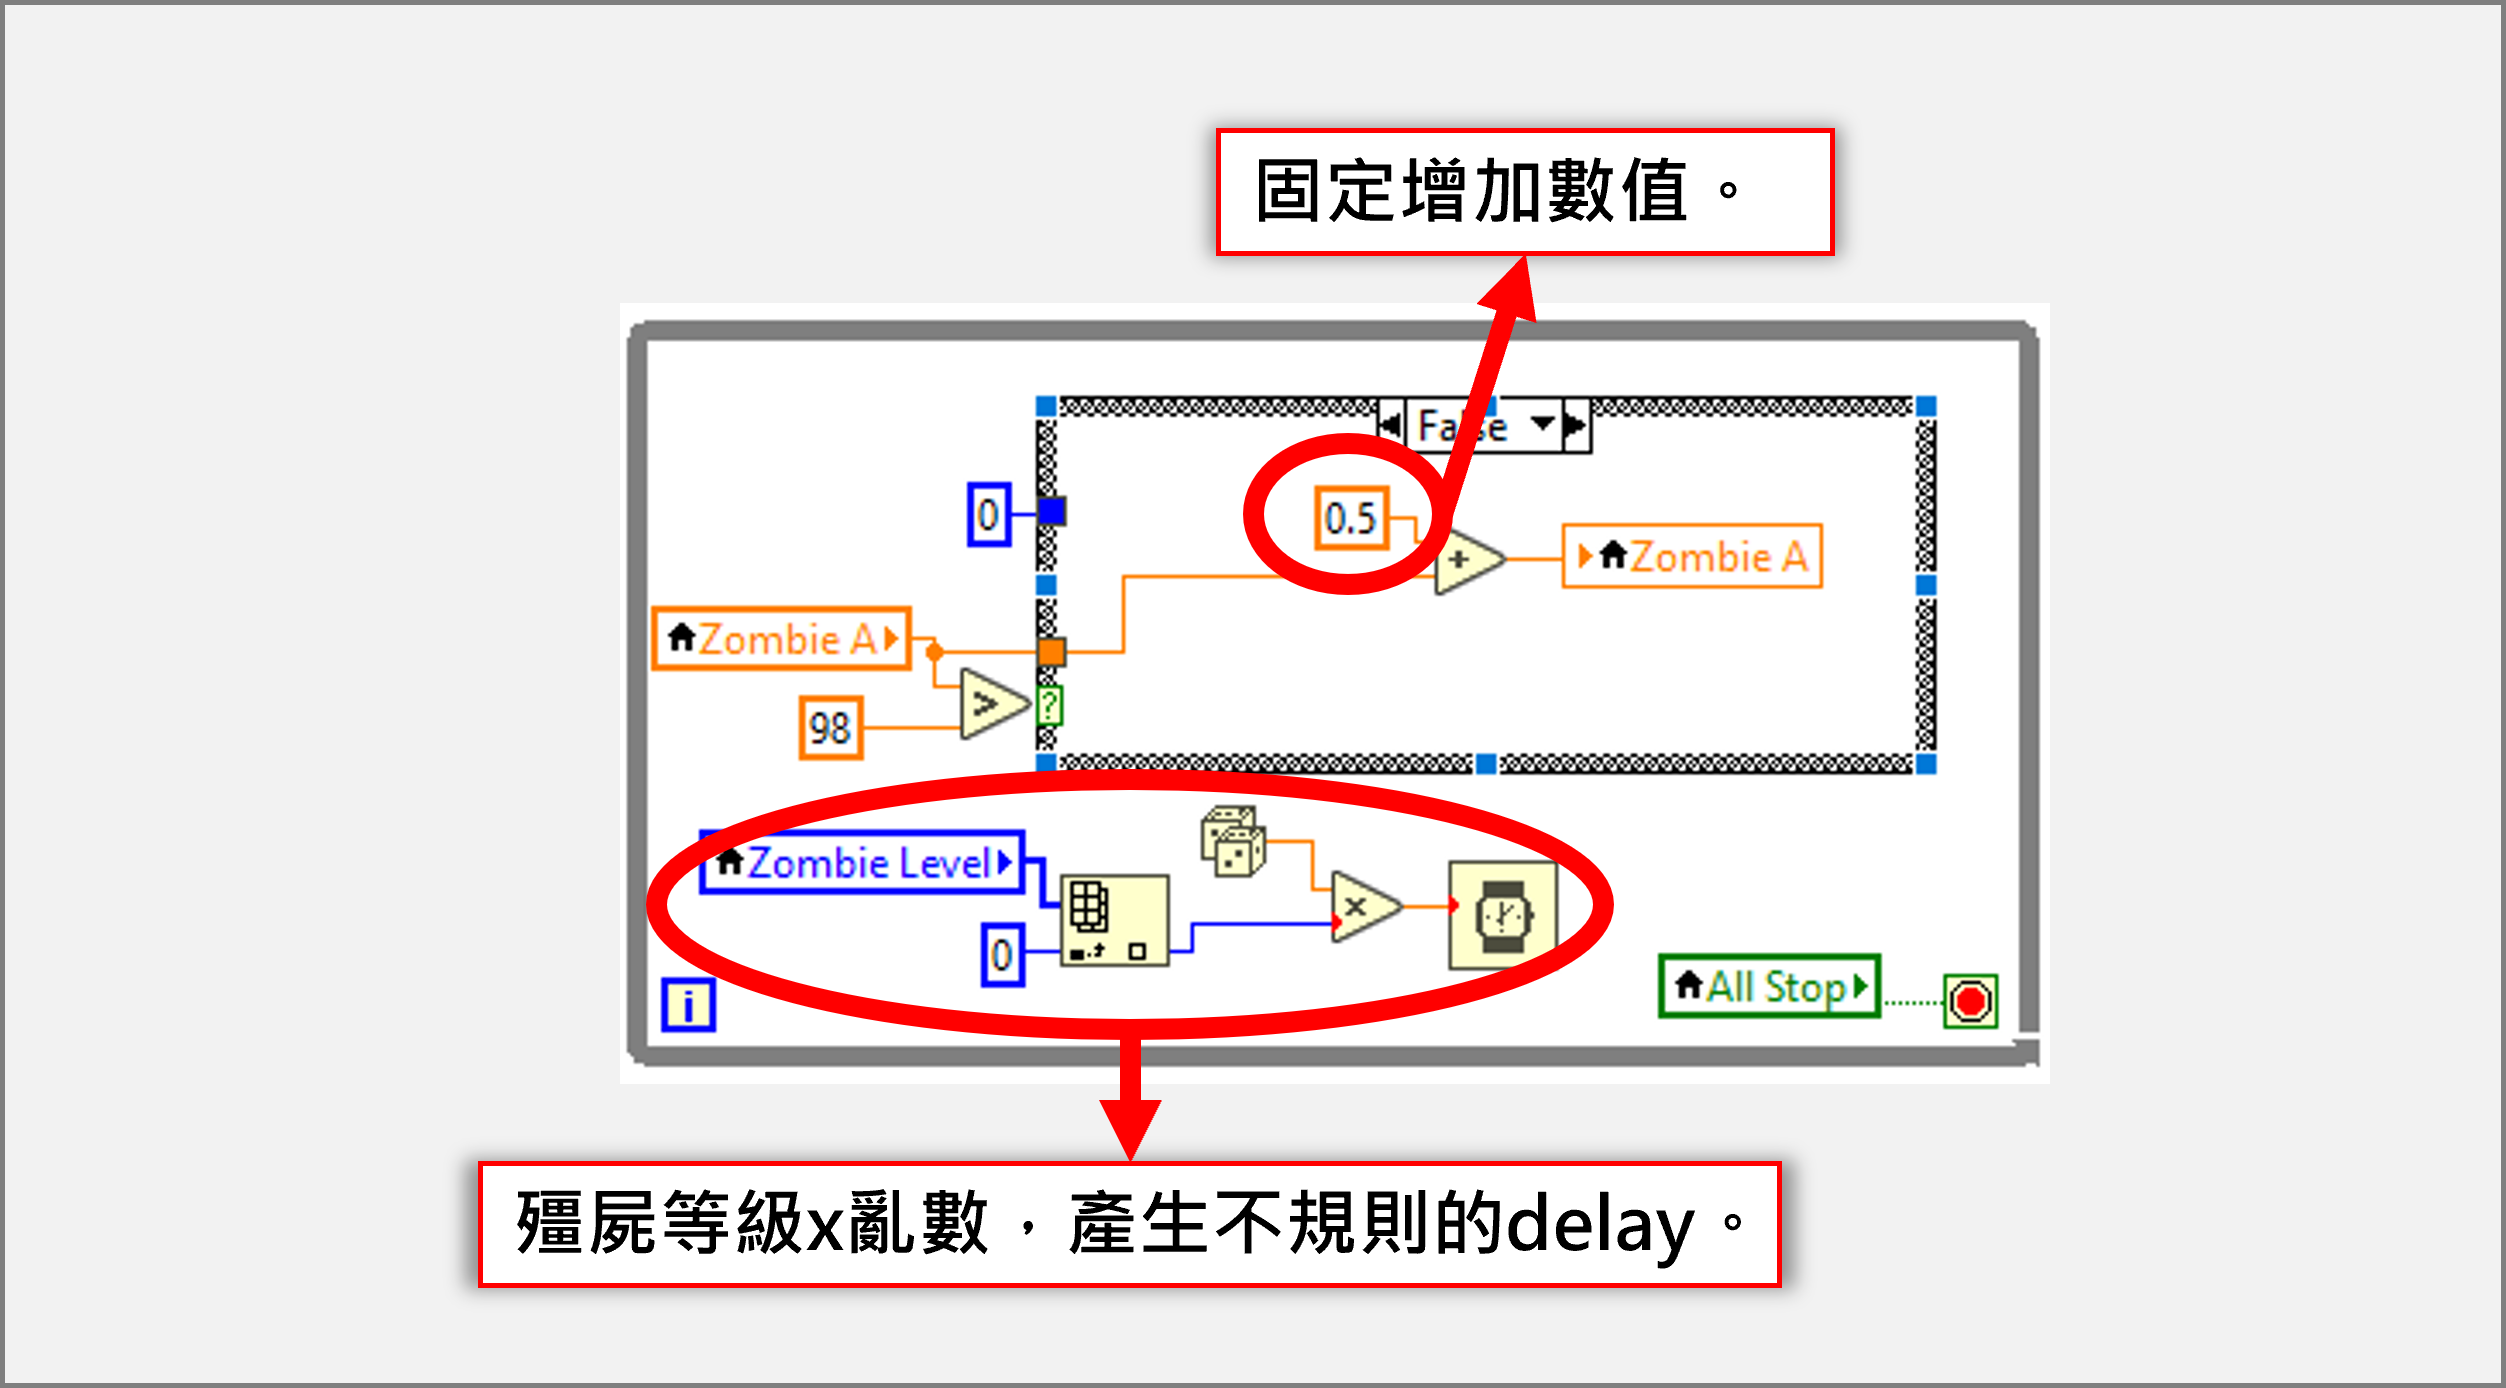 固定增加數值。
False
0
0.5
+
Zombie A
Zombie A
>
?
98
Zombie Level
0
x
i
All Stop
殭屍等級x亂數，產生不規則的delay。